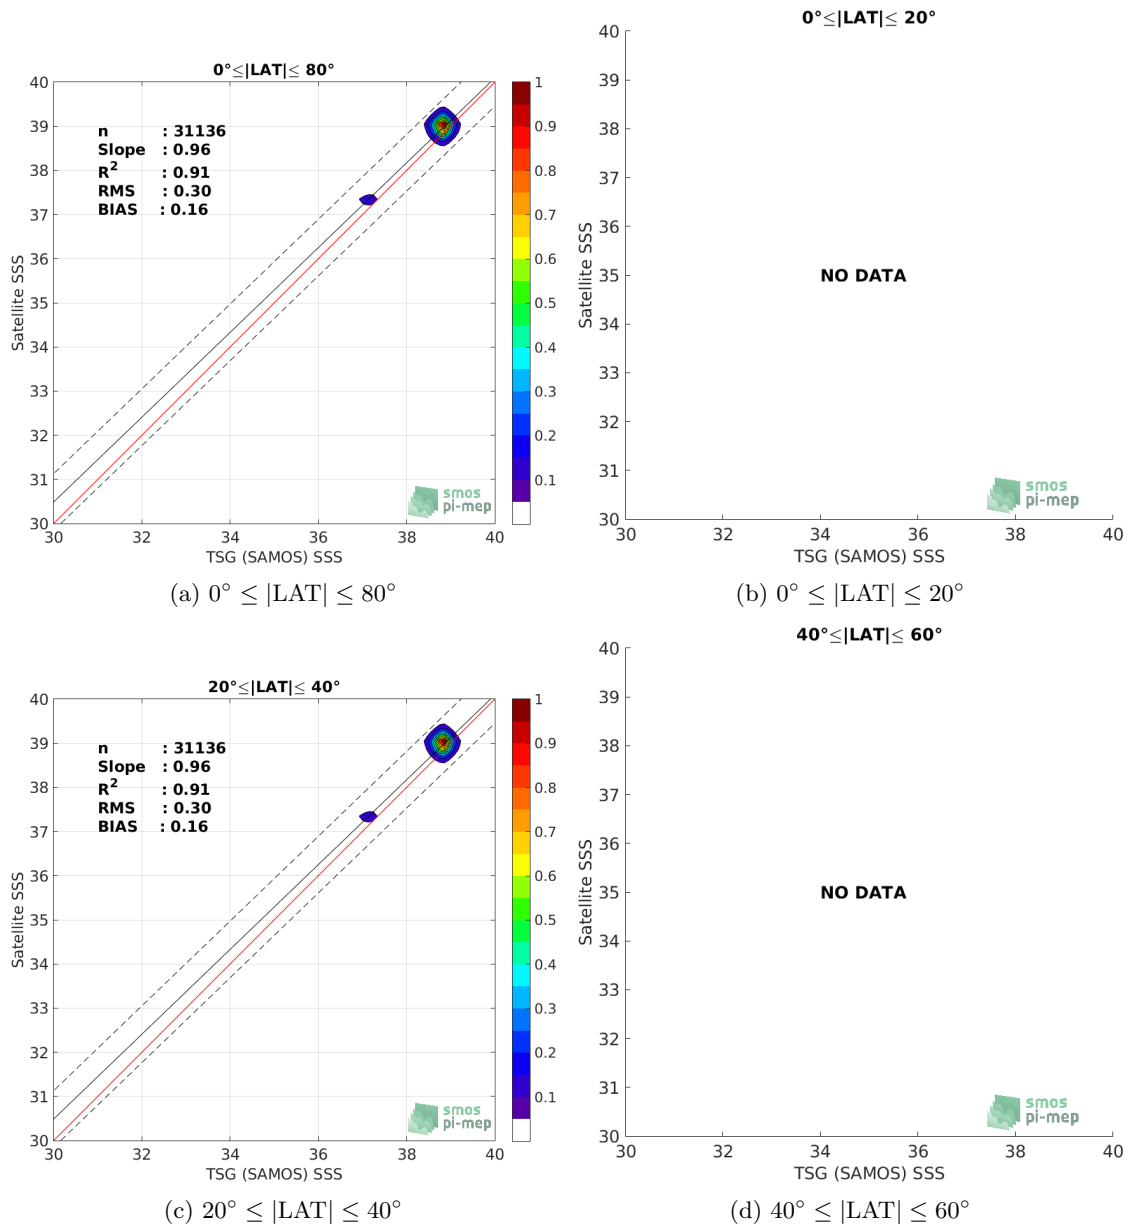 0°≤|LAT|≤ 80°
40
39
38
37
36
35
34
33
32
31
30
Satellite SSS
n : 31136
Slope : 0.96
R² : 0.91
RMS : 0.30
BIAS : 0.16
1
0.9
0.8
0.7
0.6
0.5
0.4
0.3
0.2
0.1
smos
pi-mep
30 32 34 36 38 40
TSG (SAMOS) SSS
(a) 0° ≤ |LAT| ≤ 80°
0°≤|LAT|≤ 20°
40
39
38
37
36
35
34
33
32
31
30
Satellite SSS
NO DATA
smos
pi-mep
30 32 34 36 38 40
TSG (SAMOS) SSS
(b) 0° ≤ |LAT| ≤ 20°
20°≤|LAT|≤ 40°
40
39
38
37
36
35
34
33
32
31
30
Satellite SSS
n : 31136
Slope : 0.96
R² : 0.91
RMS : 0.30
BIAS : 0.16
1
0.9
0.8
0.7
0.6
0.5
0.4
0.3
0.2
0.1
smos
pi-mep
30 32 34 36 38 40
TSG (SAMOS) SSS
(c) 20° ≤ |LAT| ≤ 40°
40°≤|LAT|≤ 60°
40
39
38
37
36
35
34
33
32
31
30
Satellite SSS
NO DATA
smos
pi-mep
30 32 34 36 38 40
TSG (SAMOS) SSS
(d) 40° ≤ |LAT| ≤ 60°